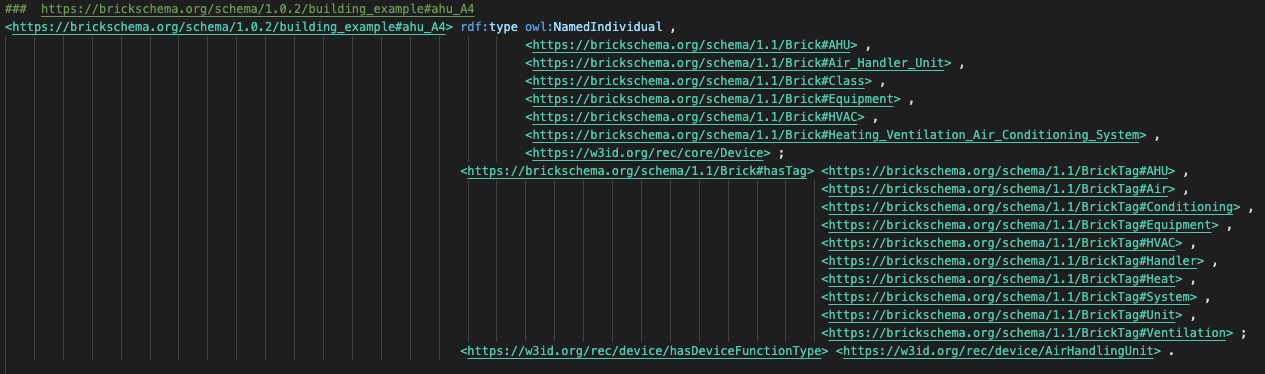 ### https://brickschema.org/schema/1.0.2/building_example#ahu_A4
<https://brickschema.org/schema/1.0.2/building_example#ahu_A4> rdf:type owl:NamedIndividual ,
<https://brickschema.org/schema/1.1/Brick#AHU> ,
<https://brickschema.org/schema/1.1/Brick#Air_Handler_Unit> ,
<https://brickschema.org/schema/1.1/Brick#Class> ,
<https://brickschema.org/schema/1.1/Brick#Equipment> ,
<https://brickschema.org/schema/1.1/Brick#HVAC> ,
<https://brickschema.org/schema/1.1/Brick#Heating_Ventilation_Air_Conditioning_System> ,
<https://w3id.org/rec/core/Device> ;
<https://brickschema.org/schema/1.1/Brick#hasTag> <https://brickschema.org/schema/1.1/BrickTag#AHU> ,
<https://brickschema.org/schema/1.1/BrickTag#Air> ,
<https://brickschema.org/schema/1.1/BrickTag#Conditioning> ,
<https://brickschema.org/schema/1.1/BrickTag#Equipment> ,
<https://brickschema.org/schema/1.1/BrickTag#HVAC> ,
<https://brickschema.org/schema/1.1/BrickTag#Handler> ,
<https://brickschema.org/schema/1.1/BrickTag#Heat> ,
<https://brickschema.org/schema/1.1/BrickTag#System> ,
<https://brickschema.org/schema/1.1/BrickTag#Unit> ,
<https://brickschema.org/schema/1.1/BrickTag#Ventilation> ;
<https://w3id.org/rec/device/hasDeviceFunctionType> <https://w3id.org/rec/device/AirHandlingUnit> .